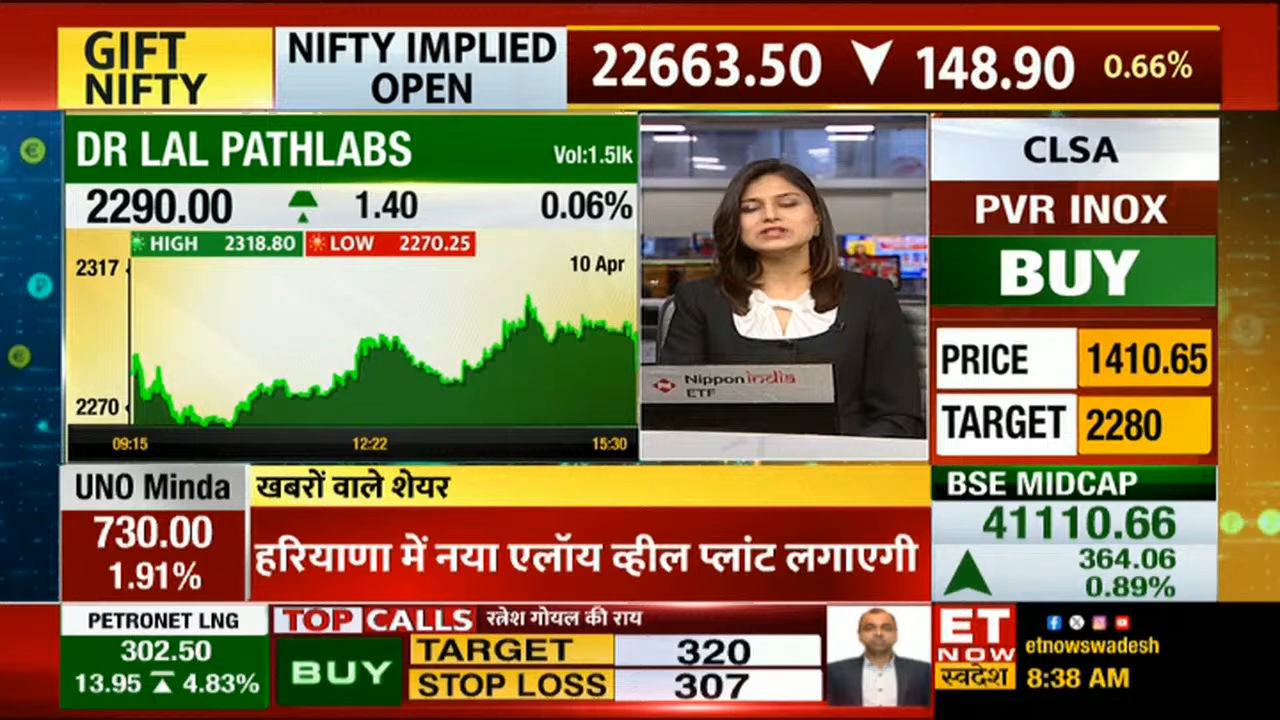 GIFT
NIFTY
NIFTY IMPLIED
OPEN
22663.50 148.90 0.66%
DR LAL PATHLABS Vol:1.5lk
2290.00 1.40 0.06%
HIGH 2318.80 LOW 2270.25
10 Apr
2317
2270
09:15 12:22 15:30
Nippon india
ETF
CLSA
PVR INOX
BUY
PRICE 1410.65
TARGET 2280
UNO Minda
730.00
1.91%
खबरों वाले शेयर
हरियाणा में नया एलॉय व्हील प्लांट लगाएगी
BSE MIDCAP
41110.66
364.06
0.89%
PETRONET LNG
302.50
13.95 4.83%
TOP CALLS रत्नेश गोयल की राय
BUY
TARGET 320
STOP LOSS 307
ET
NOW
स्वदेश
etnowswadesh
8:38 AM